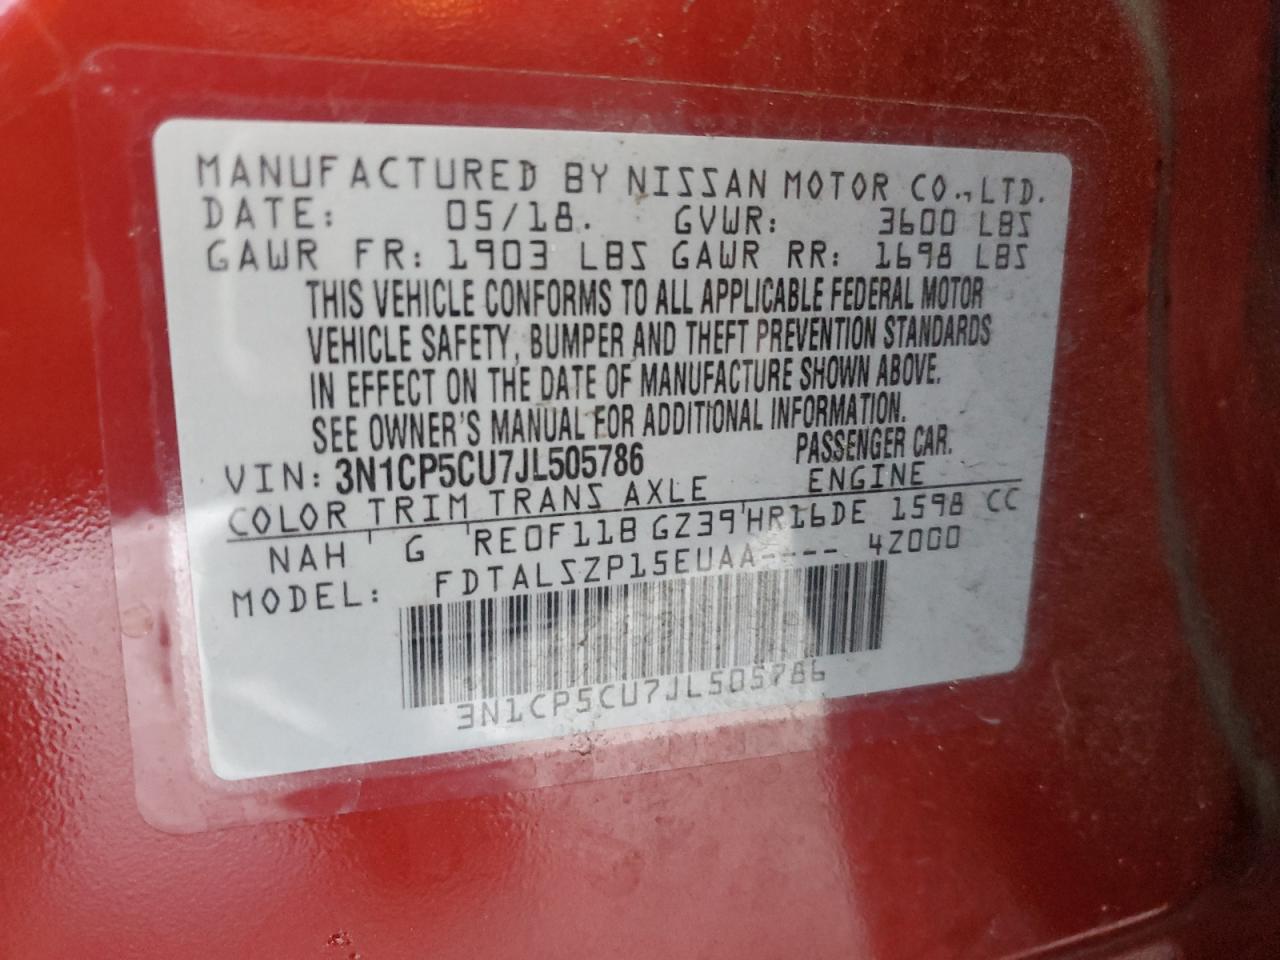 MANUFACTURED BY NISSAN MOTOR CO.,LTD.
DATE: 05/18. GVWR: 3600 LBS
GAWR FR: 1903 LBS GAWR RR: 1698 LBS
THIS VEHICLE CONFORMS TO ALL APPLICABLE FEDERAL MOTOR
VEHICLE SAFETY, BUMPER AND THEFT PREVENTION STANDARDS
IN EFFECT ON THE DATE OF MANUFACTURE SHOWN ABOVE.
SEE OWNER'S MANUAL FOR ADDITIONAL INFORMATION.
VIN: 3N1CP5CU7JL505786 PASSENGER CAR.
COLOR TRIM TRANS AXLE ENGINE
NAH ' G 'RE0F11B GZ39'HR16DE 1598 CC
MODEL: FDTALSZP15EUAA---- 4Z000
3N1CP5CU7JL505786